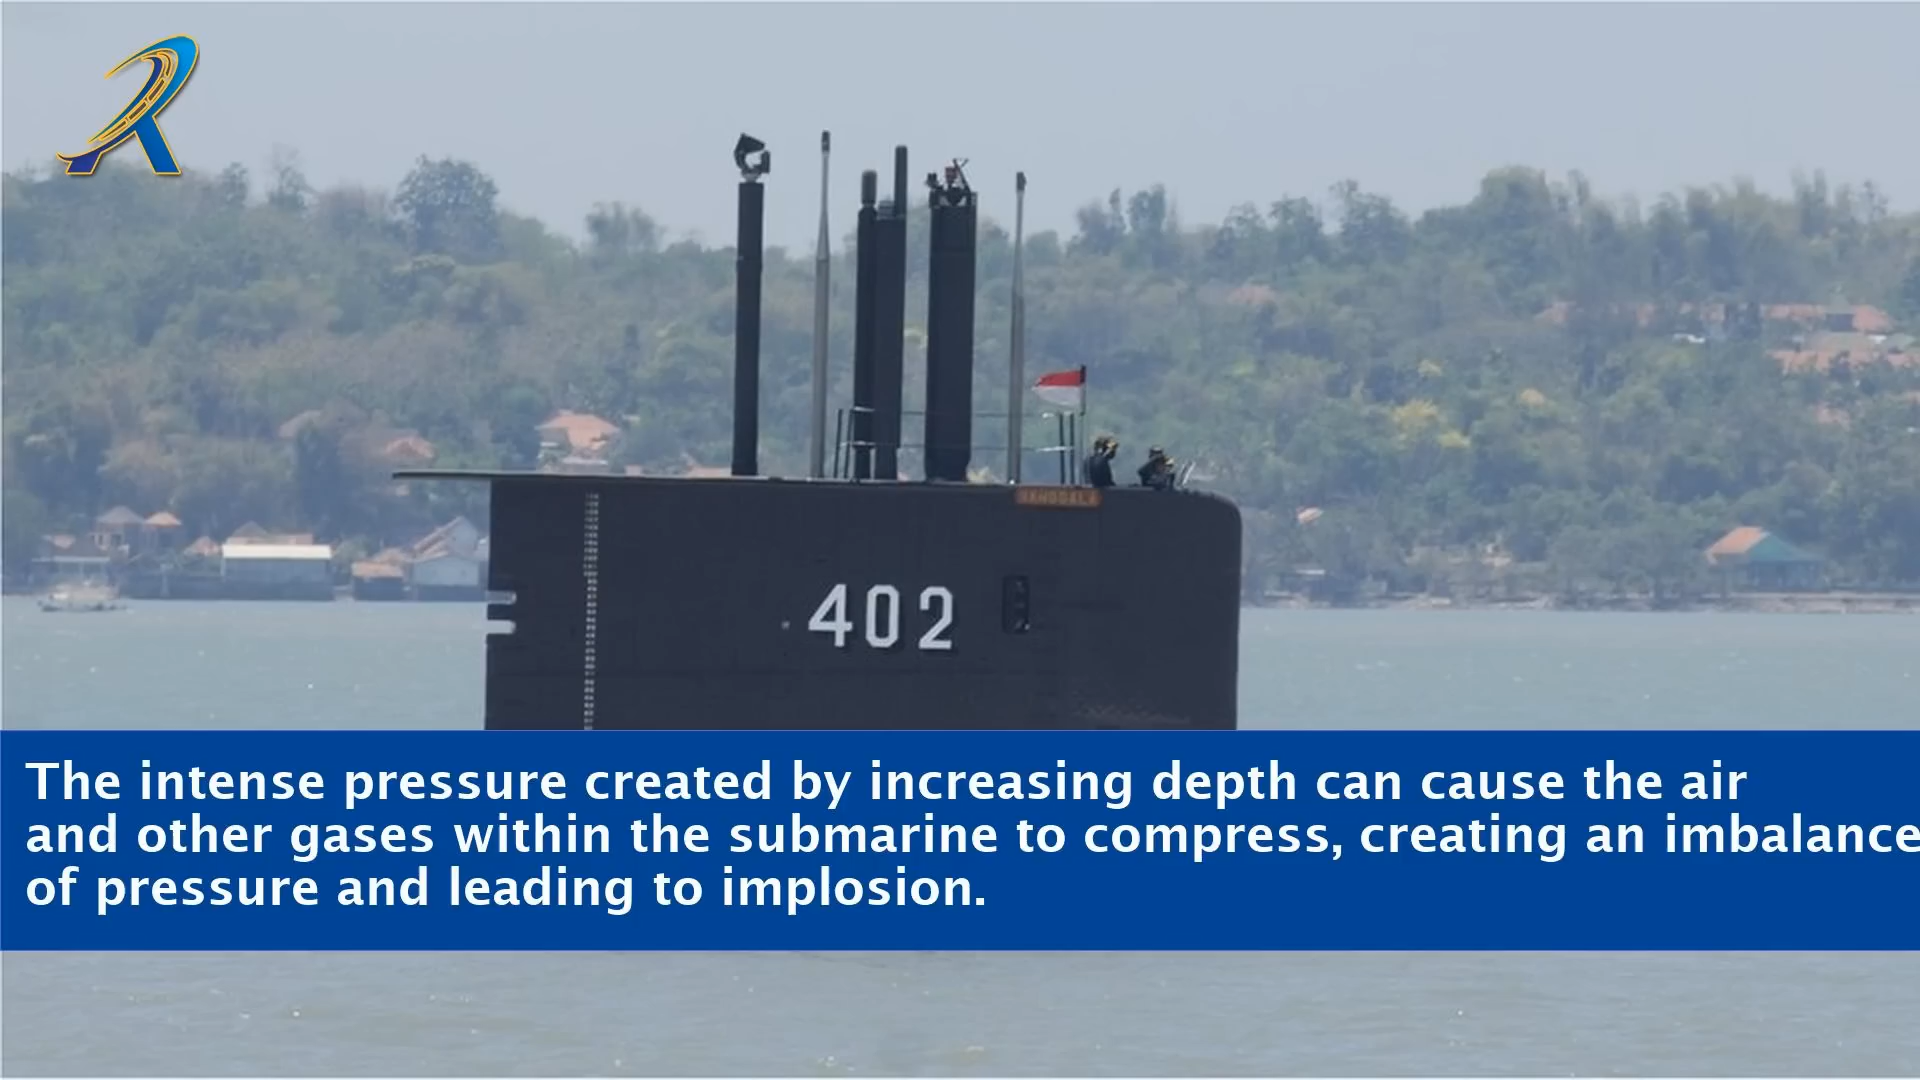 NANGGALA
402
The intense pressure created by increasing depth can cause the air
and other gases within the submarine to compress, creating an imbalance
of pressure and leading to implosion.